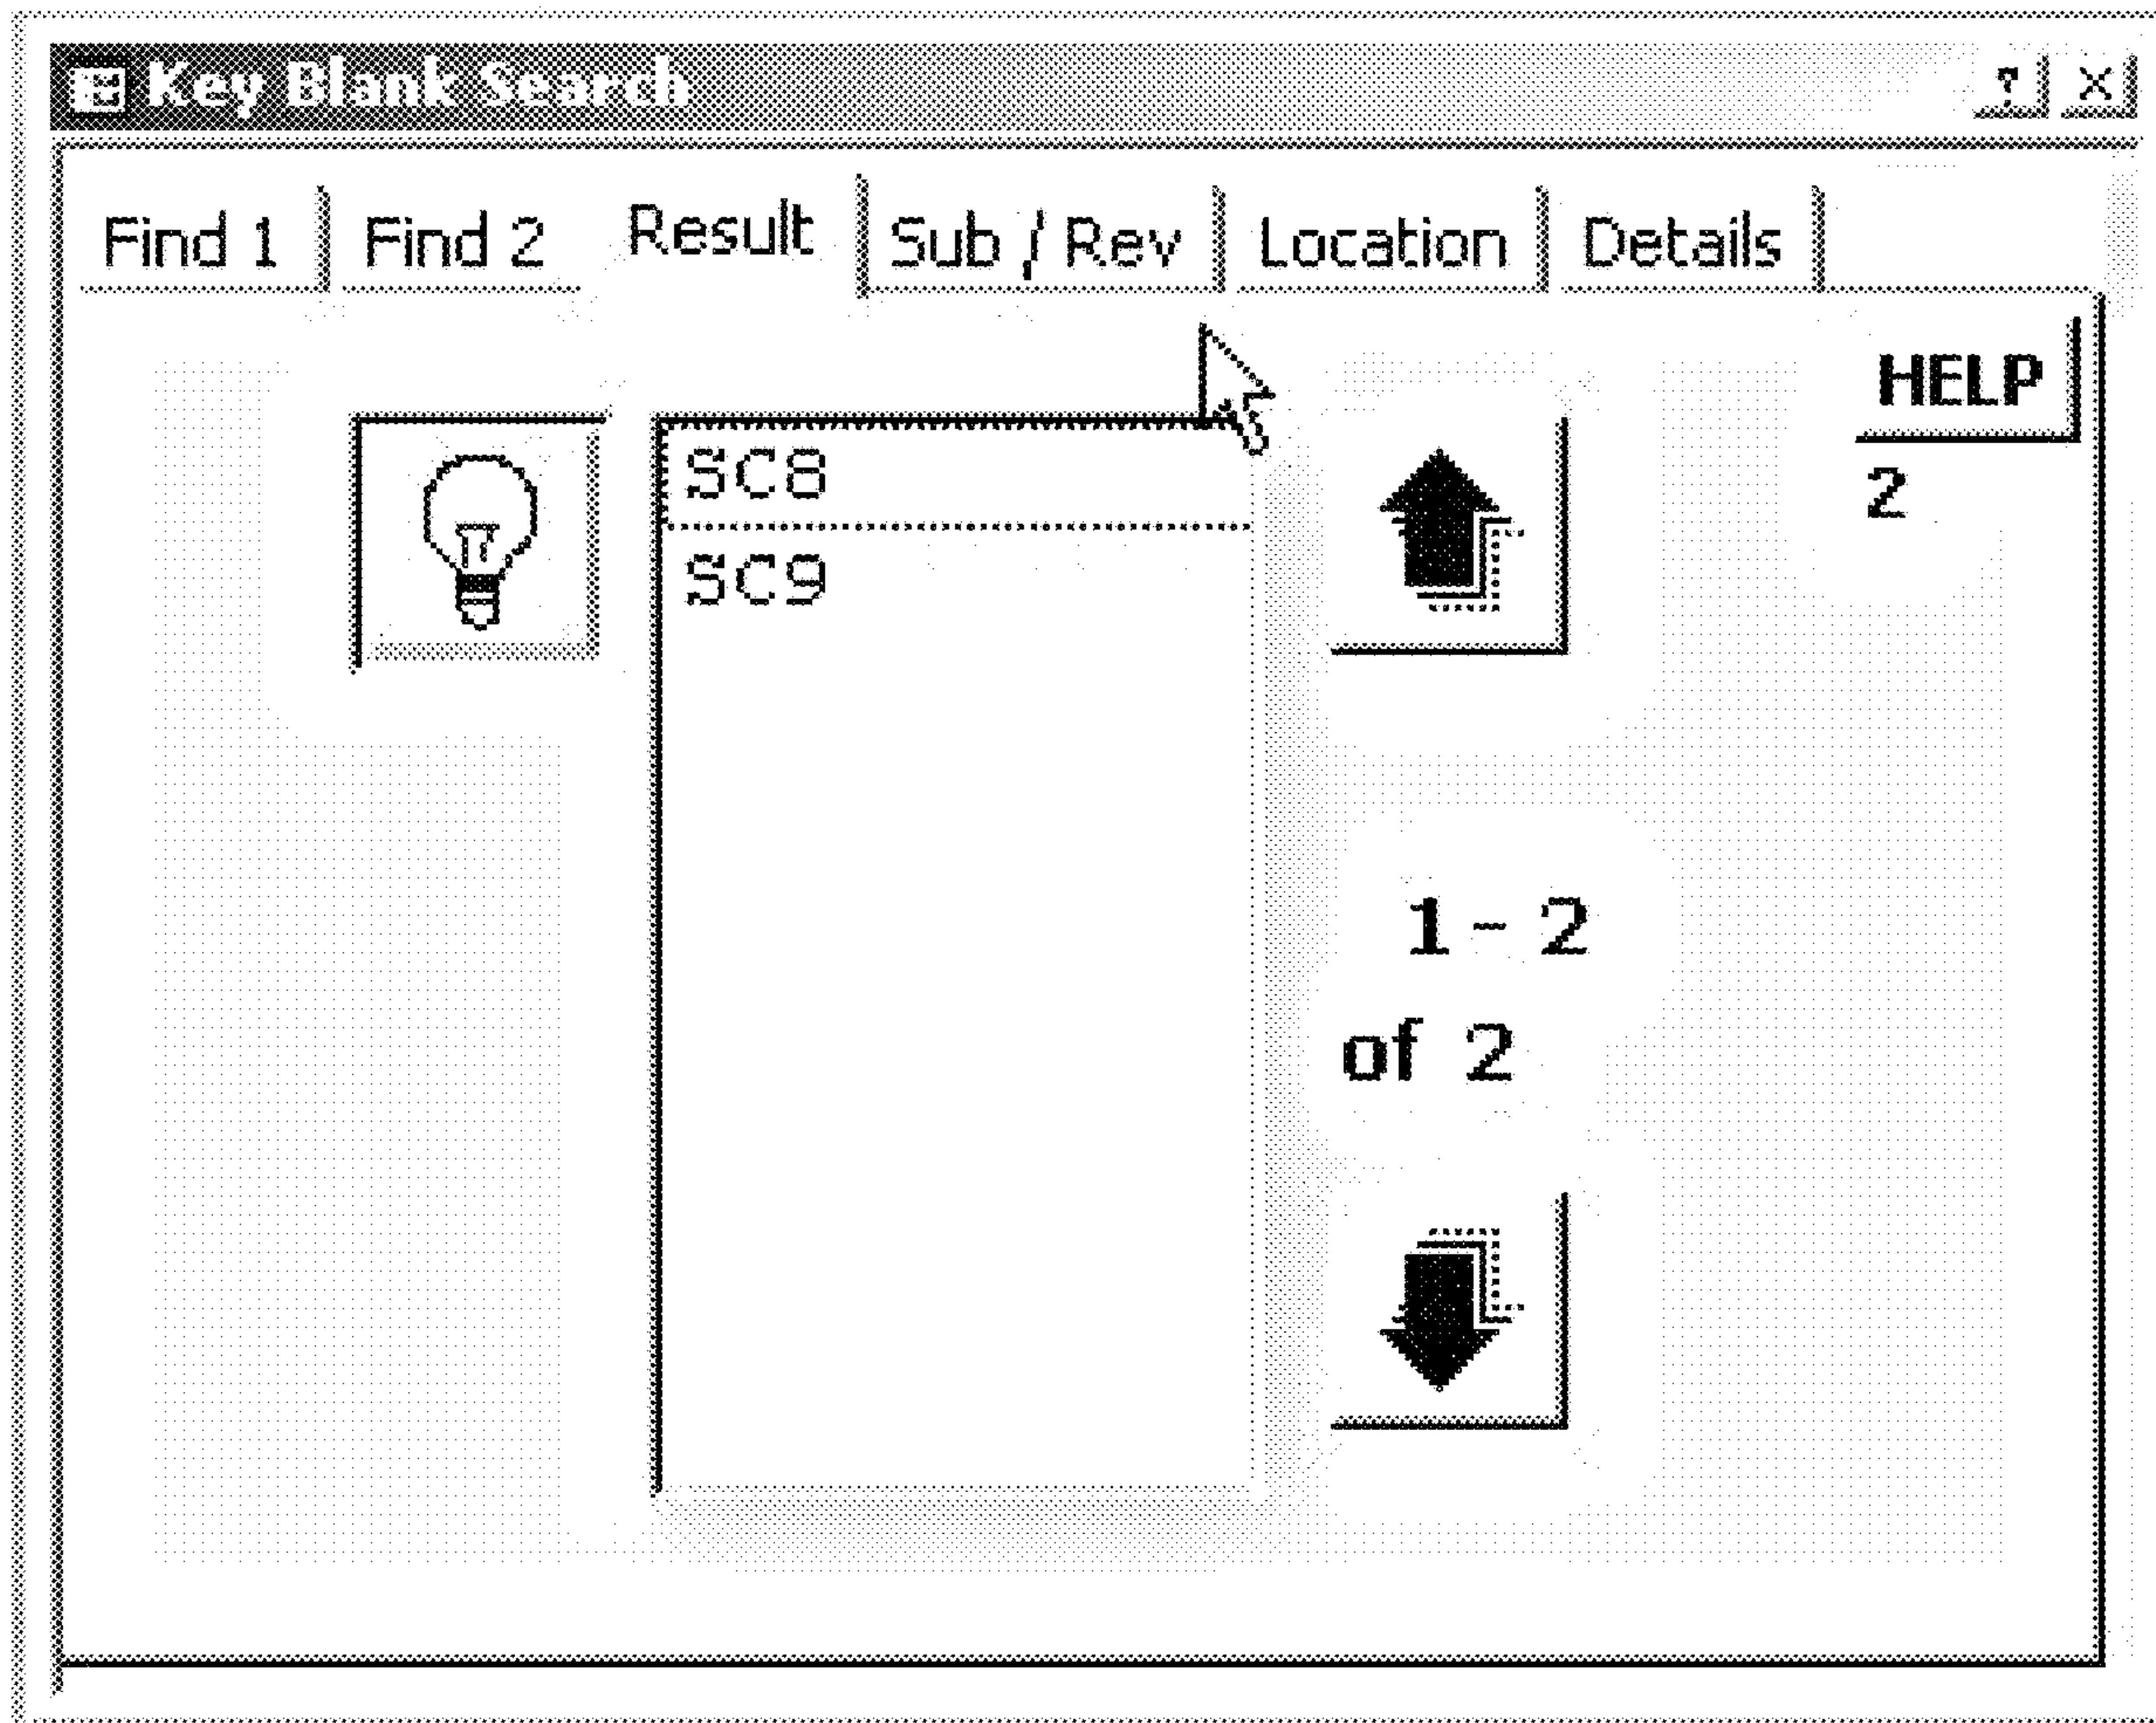 Key Blank Search ? X
Find 1 Find 2 Result Sub / Rev Location Details
HELP
2
SC8
SC9
1 - 2
of 2